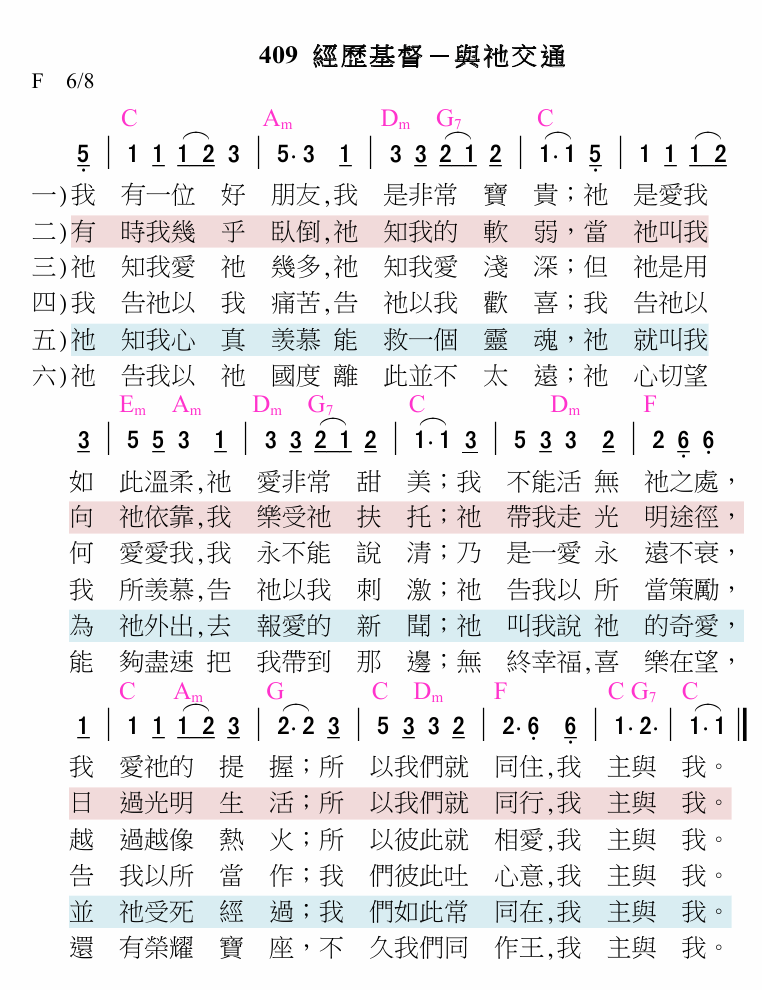 409 經歷基督－與祂交通
F 6/8
C Am Dm G7 C
5 | 1 1 1 2 3 | 5· 3 1 | 3 3 2 1 2 | 1· 1 5 | 1 1 1 2
一)我 有一位 好 朋友,我 是非常 寶 貴；祂 是愛我
二)有 時我幾 乎 臥倒,祂 知我的 軟 弱，當 祂叫我
三)祂 知我愛 祂 幾多,祂 知我愛 淺 深；但 祂是用
四)我 告祂以 我 痛苦,告 祂以我 歡 喜；我 告祂以
五)祂 知我心 真 羨慕 能 救一個 靈 魂，祂 就叫我
六)祂 告我以 祂 國度 離 此並不 太 遠；祂 心切望
Em Am Dm G7 C Dm F
3 | 5 5 3 1 | 3 3 2 1 2 | 1· 1 3 | 5 3 3 2 | 2 6 6
如 此溫柔,祂 愛非常 甜 美；我 不能活 無 祂之處，
向 祂依靠,我 樂受祂 扶 托；祂 帶我走 光 明途徑，
何 愛愛我,我 永不能 說 清；乃 是一愛 永 遠不衰，
我 所羨慕,告 祂以我 刺 激；祂 告我以 所 當策勵，
為 祂外出,去 報愛的 新 聞；祂 叫我說 祂 的奇愛，
能 夠盡速 把 我帶到 那 邊；無 終幸福,喜 樂在望，
C Am G C Dm F C G7 C
1 | 1 1 1 2 3 | 2· 2 3 | 5 3 3 2 | 2· 6 6 | 1· 2· | 1· 1
我 愛祂的 提 握；所 以我們就 同住,我 主與 我。
日 過光明 生 活；所 以我們就 同行,我 主與 我。
越 過越像 熱 火；所 以彼此就 相愛,我 主與 我。
告 我以所 當 作；我 們彼此吐 心意,我 主與 我。
並 祂受死 經 過；我 們如此常 同在,我 主與 我。
還 有榮耀 寶 座，不 久我們同 作王,我 主與 我。